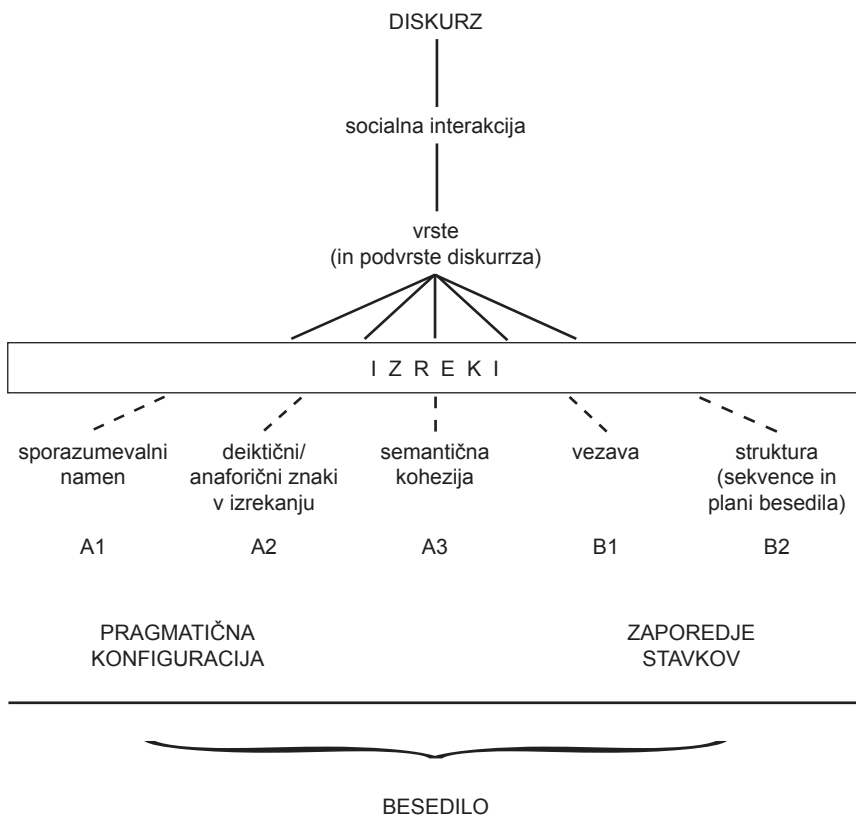 DISKURZ
socialna interakcija
vrste
(in podvrste diskurrza)
I Z R E K I
sporazumevalni
namen
deiktični/
anaforični znaki
v izrekanju
semantična
kohezija
vezava
struktura
(sekvence in
plani besedila)
A1
A2
A3
B1
B2
PRAGMATIČNA
KONFIGURACIJA
ZAPOREDJE
STAVKOV
BESEDILO